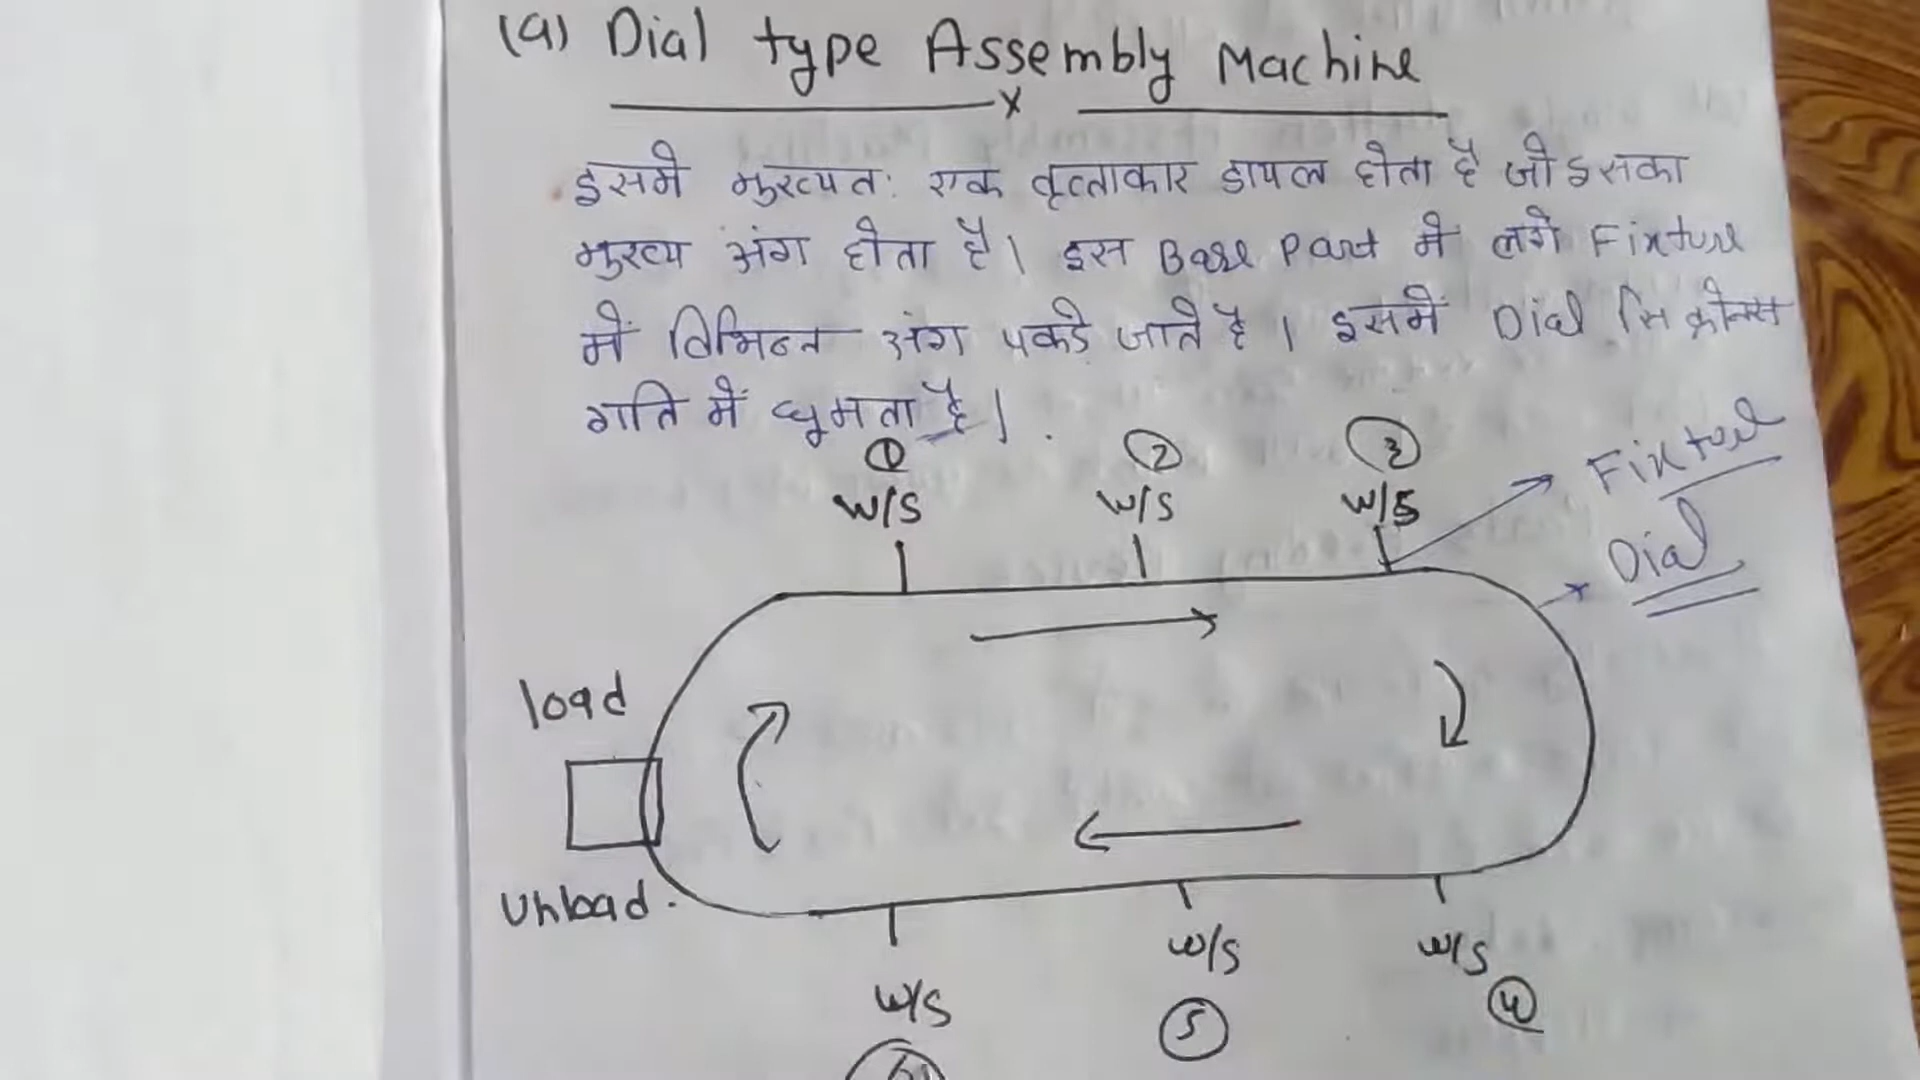 (a) Dial type Assembly Machine
इसमे मुख्यतः एक वृत्ताकार डायल होता है जो इसका
मुख्य अंग होता है। इस Base Part मे लगे Fixture
में विभिन्न अंग पकडे जाते है। इसमें Dial सिक्रोन्स
गति में घूमता है।
① ② ③
W/S W/S W/S
Fixture
Dial
load
unload.
W/S W/S W/S
⑥ ⑤ ④